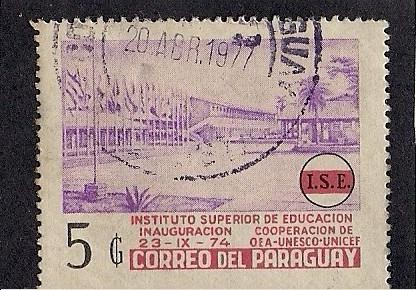 20 ABR. 1977
I.S.E.
INSTITUTO SUPERIOR DE EDUCACION
INAUGURACION COOPERACION DE
5 ₲ 23-IX-74 OEA-UNESCO-UNICEF
CORREO DEL PARAGUAY